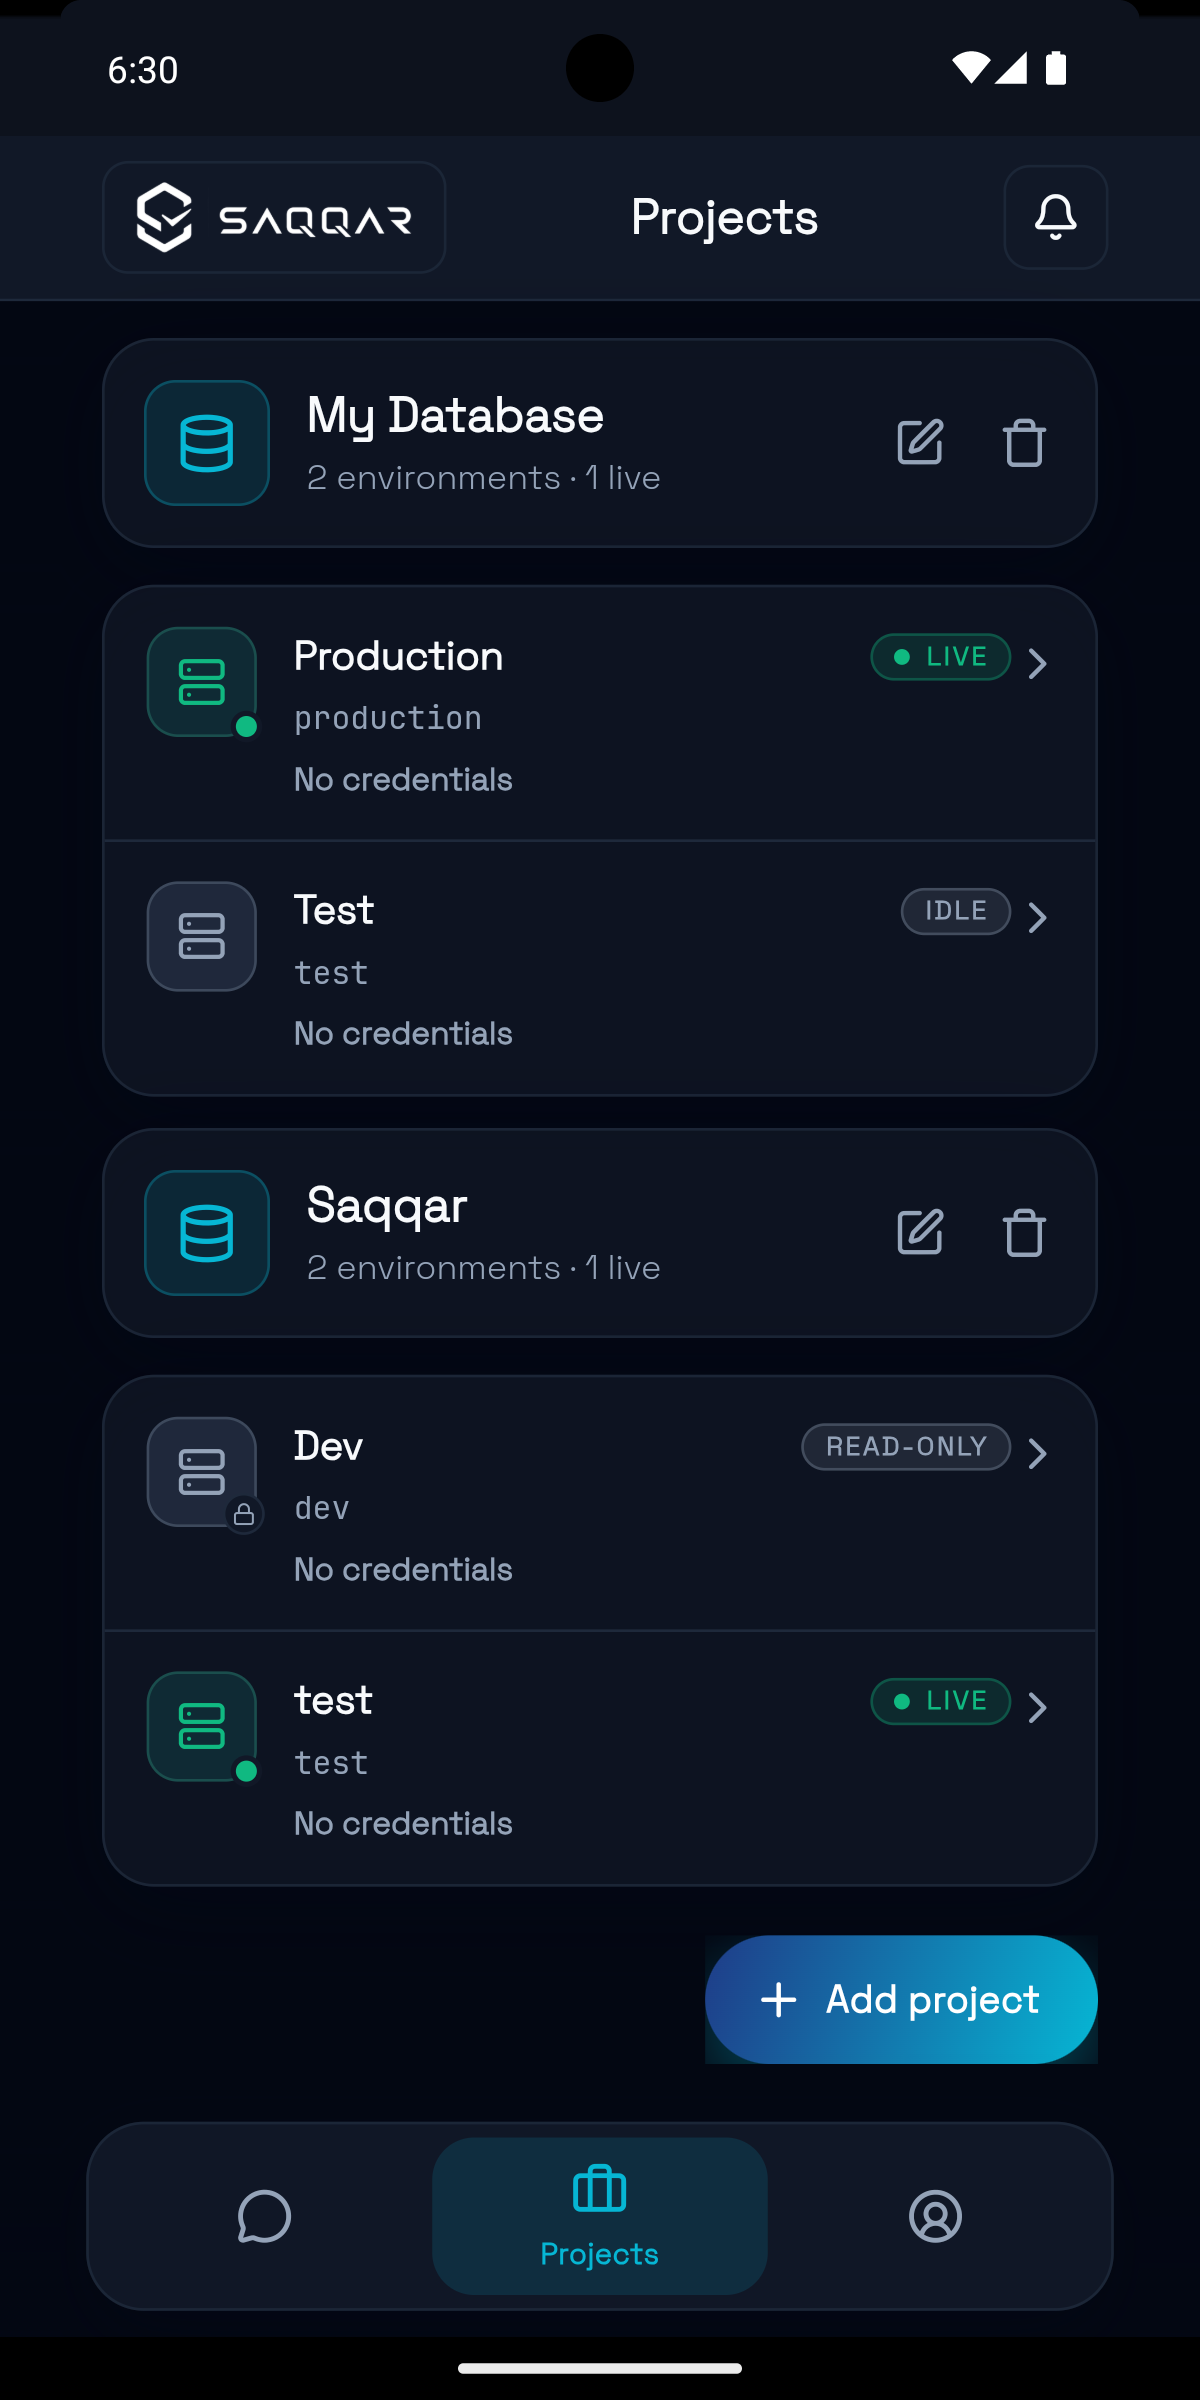 6:30
SAQQAR
Projects
My Database
2 environments · 1 live
Production
LIVE
production
No credentials
Test
IDLE
test
No credentials
Saqqar
2 environments · 1 live
Dev
READ-ONLY
dev
No credentials
test
LIVE
test
No credentials
Add project
Projects